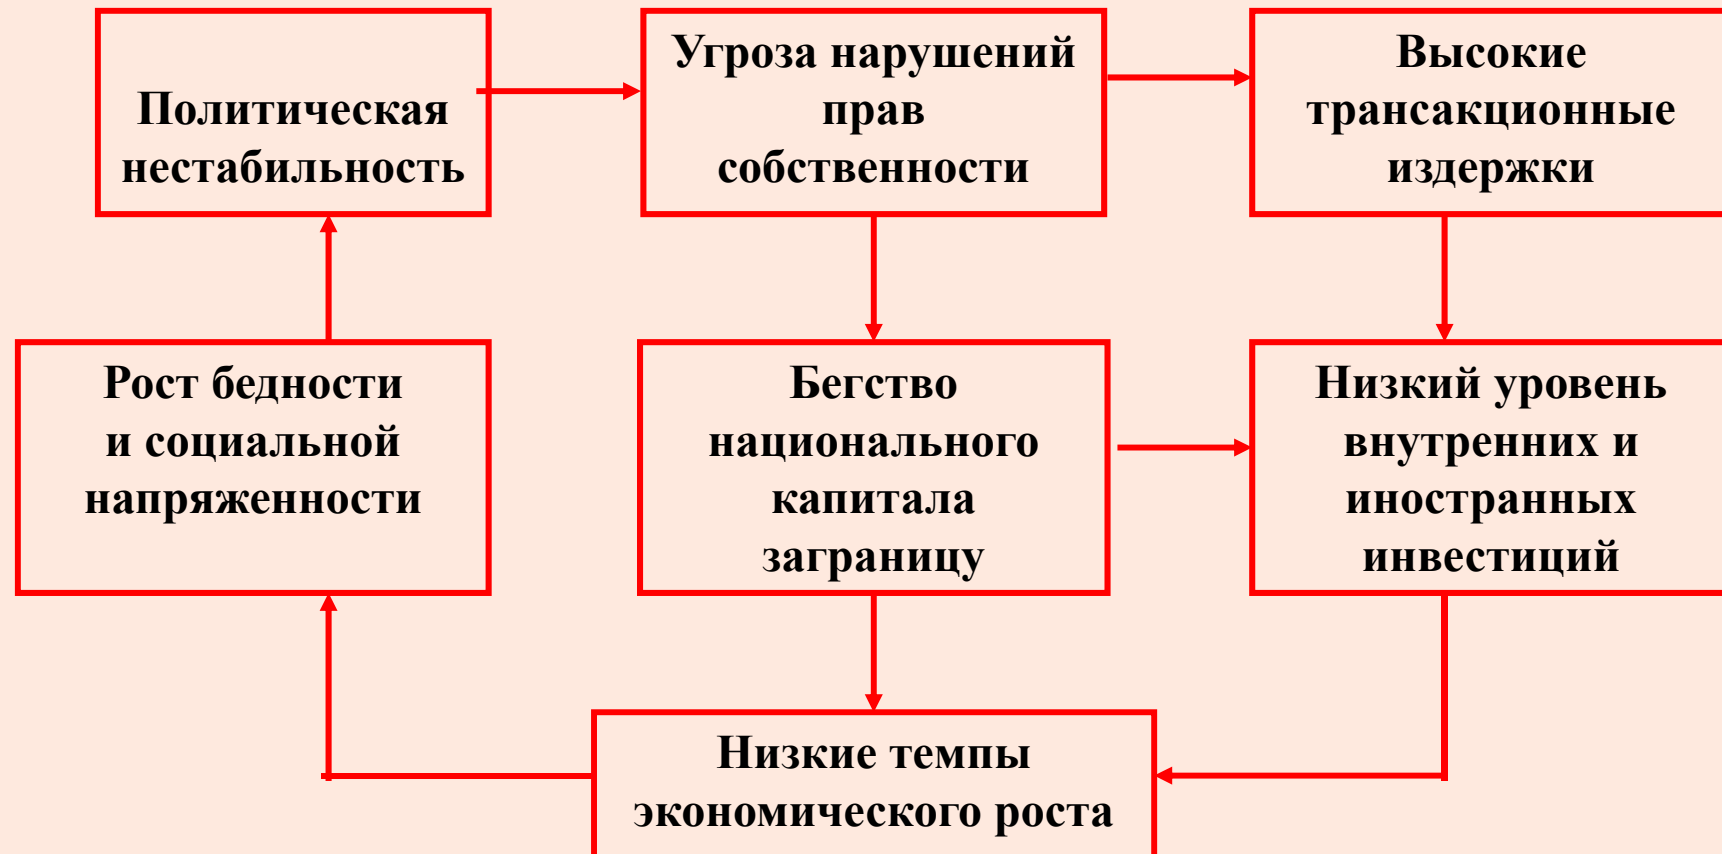 Политическая
нестабильность
Угроза нарушений
прав
собственности
Высокие
трансакционные
издержки
Рост бедности
и социальной
напряженности
Бегство
национального
капитала
заграницу
Низкий уровень
внутренних и
иностранных
инвестиций
Низкие темпы
экономического роста